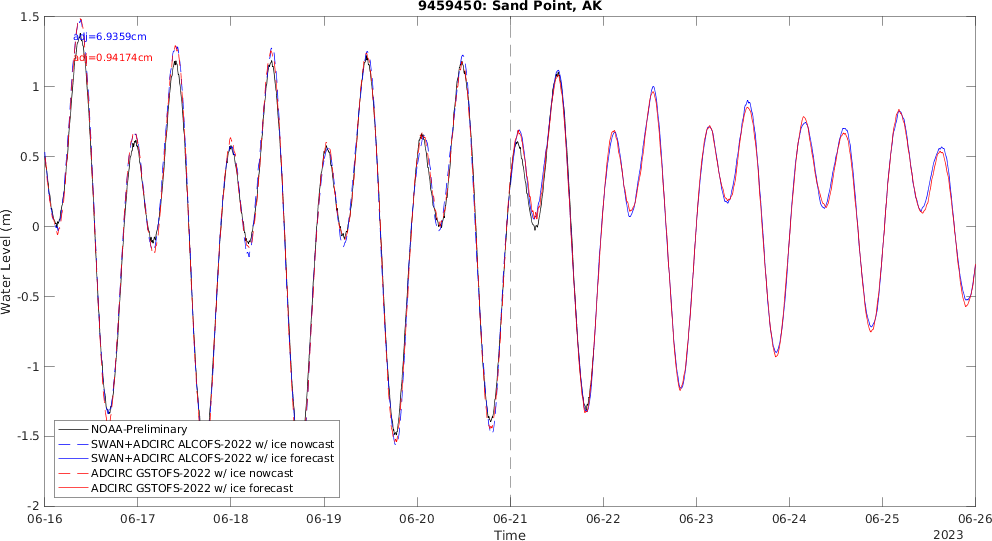 9459450: Sand Point, AK
adj=6.9359cm
adj=0.94174cm
Water Level (m)
1.5
1
0.5
0
-0.5
-1
-1.5
-2
NOAA-Preliminary
SWAN+ADCIRC ALCOFS-2022 w/ ice nowcast
SWAN+ADCIRC ALCOFS-2022 w/ ice forecast
ADCIRC GSTOFS-2022 w/ ice nowcast
ADCIRC GSTOFS-2022 w/ ice forecast
06-16 06-17 06-18 06-19 06-20 06-21 06-22 06-23 06-24 06-25 06-26
Time
2023